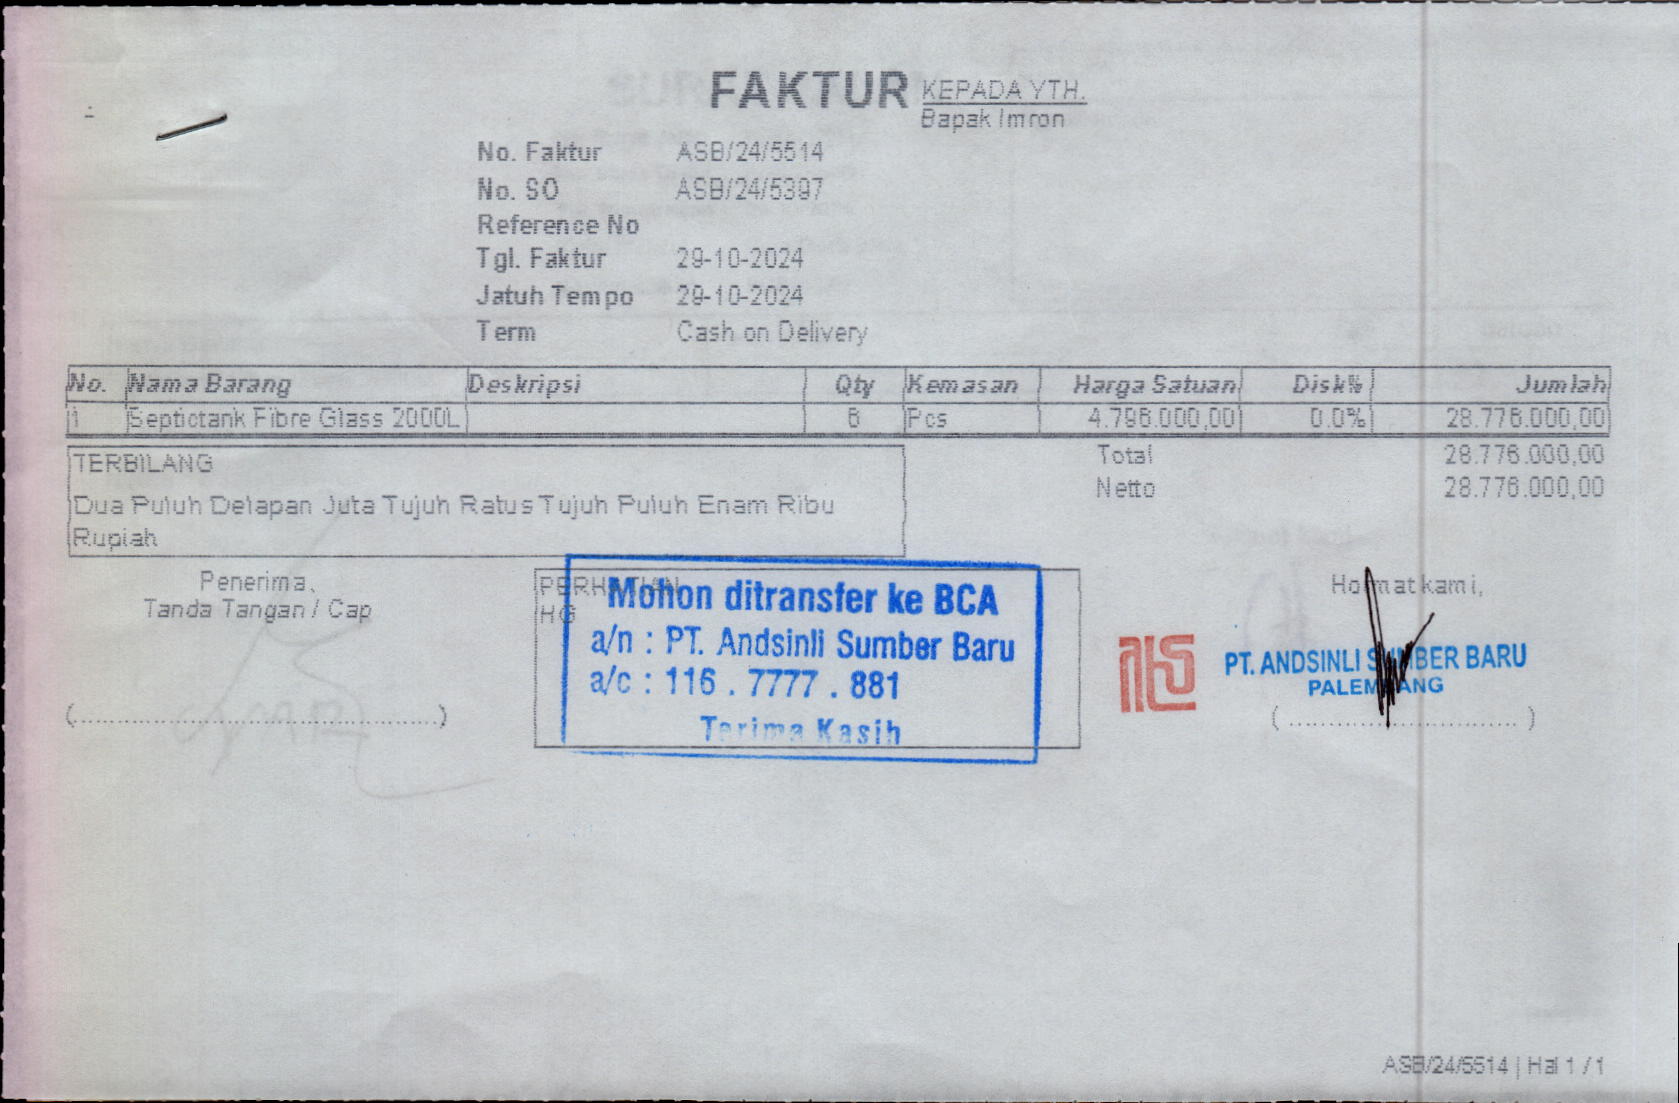 FAKTUR
KEPADA YTH.
Bapak Imron
No. Faktur ASB/24/5514
No. SO ASB/24/5397
Reference No
Tgl. Faktur 29-10-2024
Jatuh Tempo 29-10-2024
Term Cash on Delivery
No. Nama Barang Deskripsi Qty Kemasan Harga Satuan Disk% Jumlah
1 Septictank Fibre Glass 2000L 6 Pcs 4.796.000,00 0.0% 28.776.000,00
TERBILANG
Dua Puluh Delapan Juta Tujuh Ratus Tujuh Puluh Enam Ribu
Rupiah
Total 28.776.000,00
Netto 28.776.000,00
Penerima,
Tanda Tangan / Cap
(........................................)
PERHATIAN
HG
Mohon ditransfer ke BCA
a/n : PT. Andsinli Sumber Baru
a/c : 116 . 7777 . 881
Terima Kasih
Hormat kami,
PT. ANDSINLI SUMBER BARU
PALEMBANG
( .............................. )
ASB/24/5514 | Hal 1 / 1